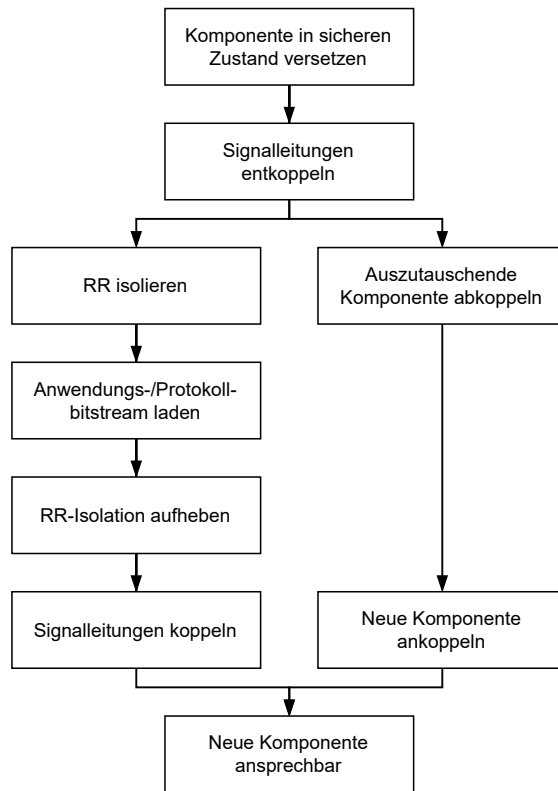 Komponente in sicheren
Zustand versetzen
Signalleitungen
entkoppeln
RR isolieren
Auszutauschende
Komponente abkoppeln
Anwendungs-/Protokoll-
bitstream laden
RR-Isolation aufheben
Signalleitungen koppeln
Neue Komponente
ankoppeln
Neue Komponente
ansprechbar